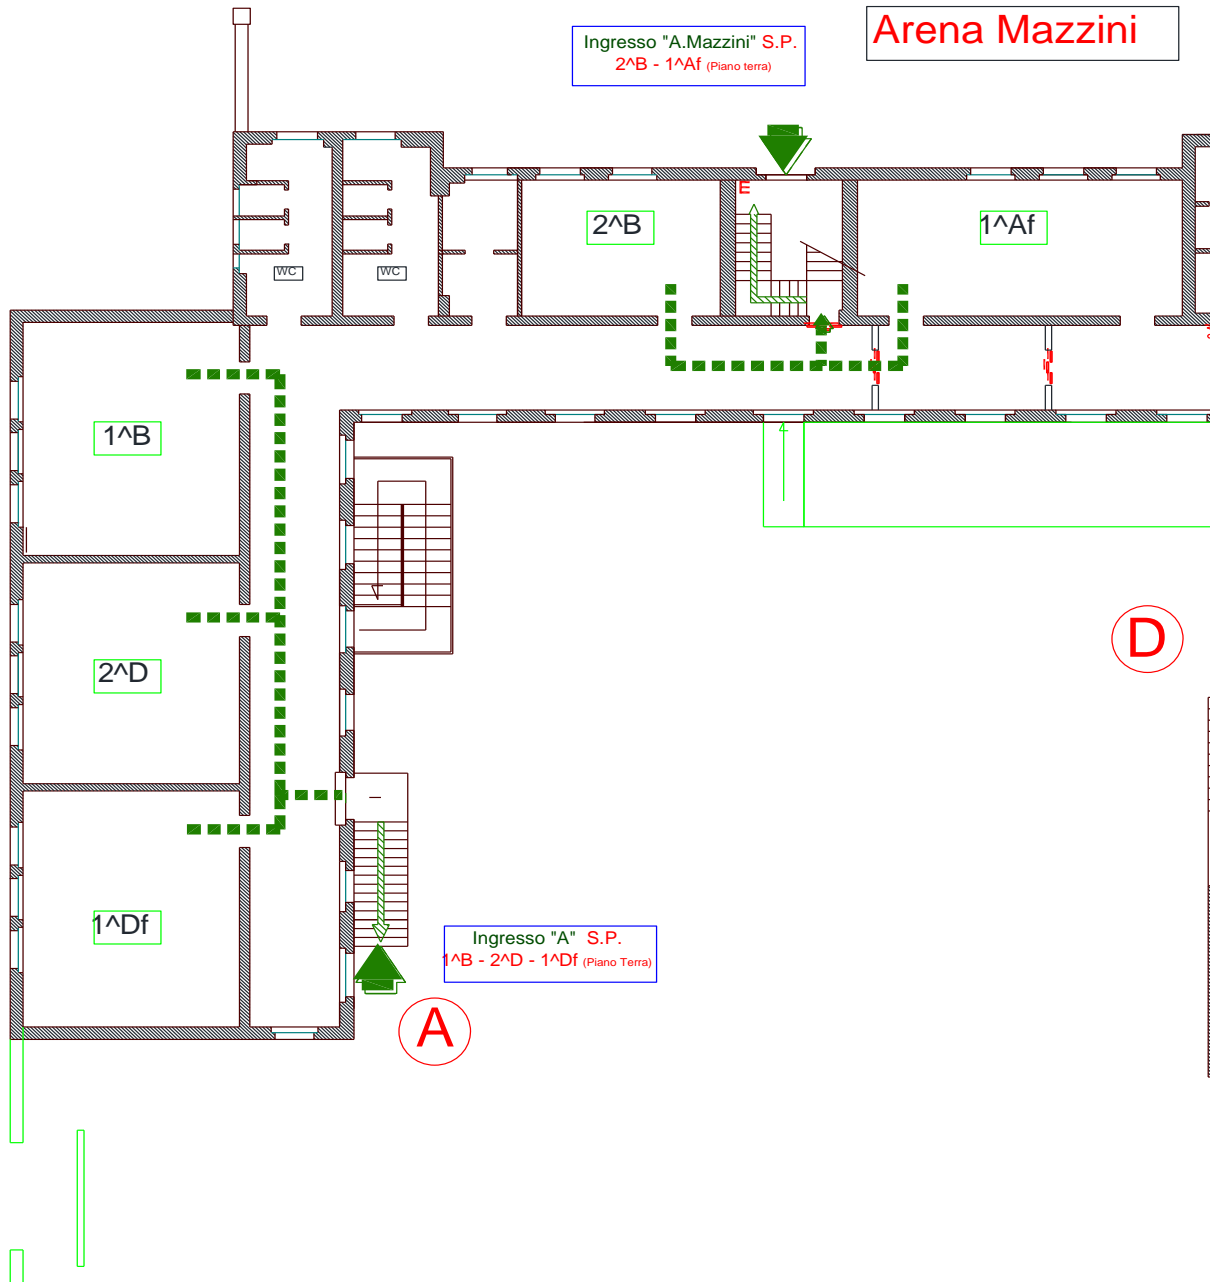 Arena Mazzini
Ingresso "A.Mazzini" S.P.
2^B - 1^Af (Piano terra)
E
2^B
1^Af
WC
WC
1^B
2^D
D
1^Df
Ingresso "A" S.P.
1^B - 2^D - 1^Df (Piano Terra)
A